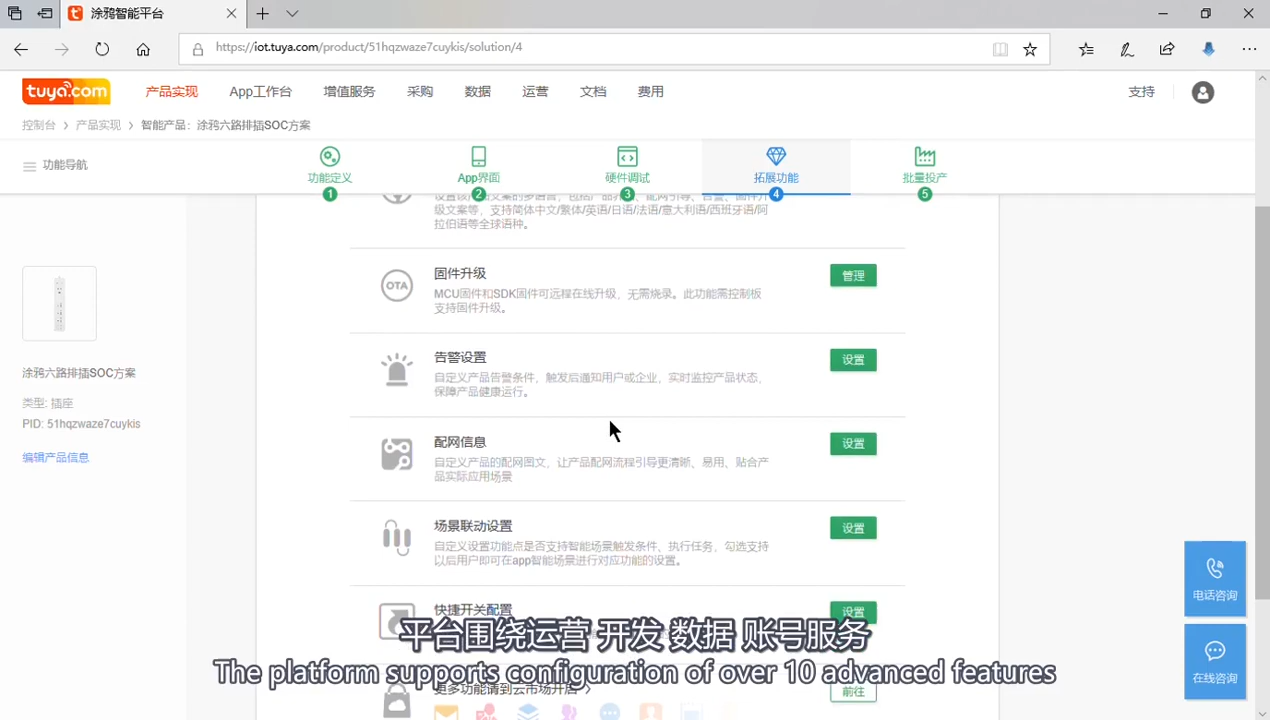 涂鸦智能平台
https://iot.tuya.com/product/51hqzwaze7cuykis/solution/4
tuya.com 产品实现 App工作台 增值服务 采购 数据 运营 文档 费用 支持
控制台 > 产品实现 > 智能产品：涂鸦六路排插SOC方案
功能导航
功能定义 App界面 硬件调试 拓展功能 批量投产
1 2 3 4 5
级文案等，支持简体中文/繁体/英语/日语/法语/意大利语/西班牙语/阿
拉伯语等全球语种。
OTA 固件升级 管理
MCU固件和SDK固件可远程在线升级，无需烧录。此功能需控制板
支持固件升级。
告警设置 设置
自定义产品告警条件，触发后通知用户或企业，实时监控产品状态，
保障产品健康运行。
涂鸦六路排插SOC方案
类型: 插座
PID: 51hqzwaze7cuykis
编辑产品信息
配网信息 设置
自定义产品的配网图文，让产品配网流程引导更清晰、易用、贴合产
品实际应用场景
场景联动设置 设置
自定义设置功能点是否支持智能场景触发条件、执行任务，勾选支持
以后用户即可在app智能场景进行对应功能的设置。
快捷开关配置 设置
更多功能请到云市场开启 > 前往
电话咨询
在线咨询
平台围绕运营 开发 数据 账号服务
The platform supports configuration of over 10 advanced features